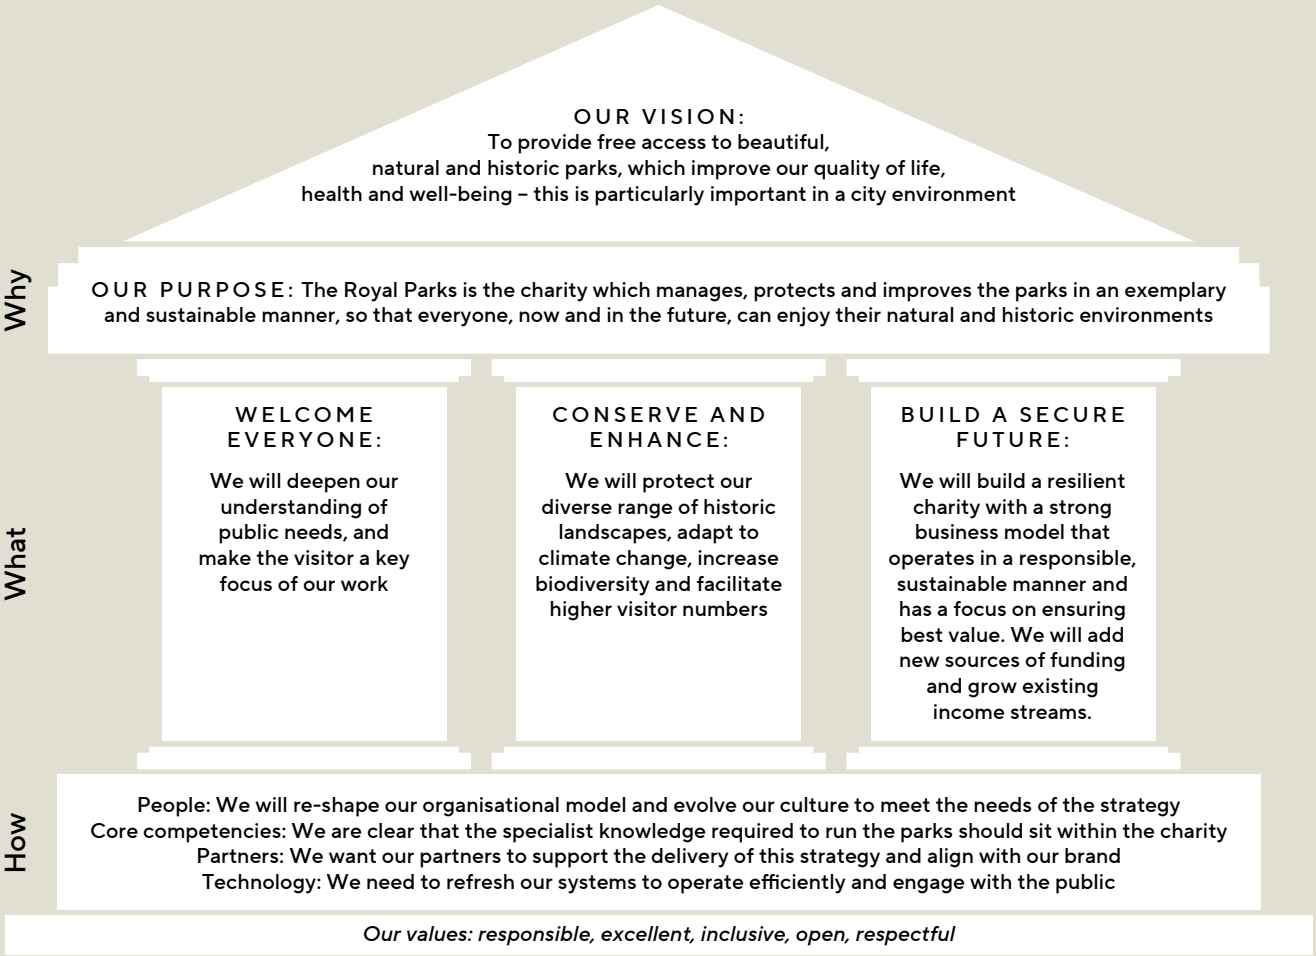 OUR VISION:
To provide free access to beautiful,
natural and historic parks, which improve our quality of life,
health and well-being – this is particularly important in a city environment
Why
OUR PURPOSE: The Royal Parks is the charity which manages, protects and improves the parks in an exemplary
and sustainable manner, so that everyone, now and in the future, can enjoy their natural and historic environments
What
WELCOME
EVERYONE:
We will deepen our
understanding of
public needs, and
make the visitor a key
focus of our work
CONSERVE AND
ENHANCE:
We will protect our
diverse range of historic
landscapes, adapt to
climate change, increase
biodiversity and facilitate
higher visitor numbers
BUILD A SECURE
FUTURE:
We will build a resilient
charity with a strong
business model that
operates in a responsible,
sustainable manner and
has a focus on ensuring
best value. We will add
new sources of funding
and grow existing
income streams.
How
People: We will re-shape our organisational model and evolve our culture to meet the needs of the strategy
Core competencies: We are clear that the specialist knowledge required to run the parks should sit within the charity
Partners: We want our partners to support the delivery of this strategy and align with our brand
Technology: We need to refresh our systems to operate efficiently and engage with the public
Our values: responsible, excellent, inclusive, open, respectful